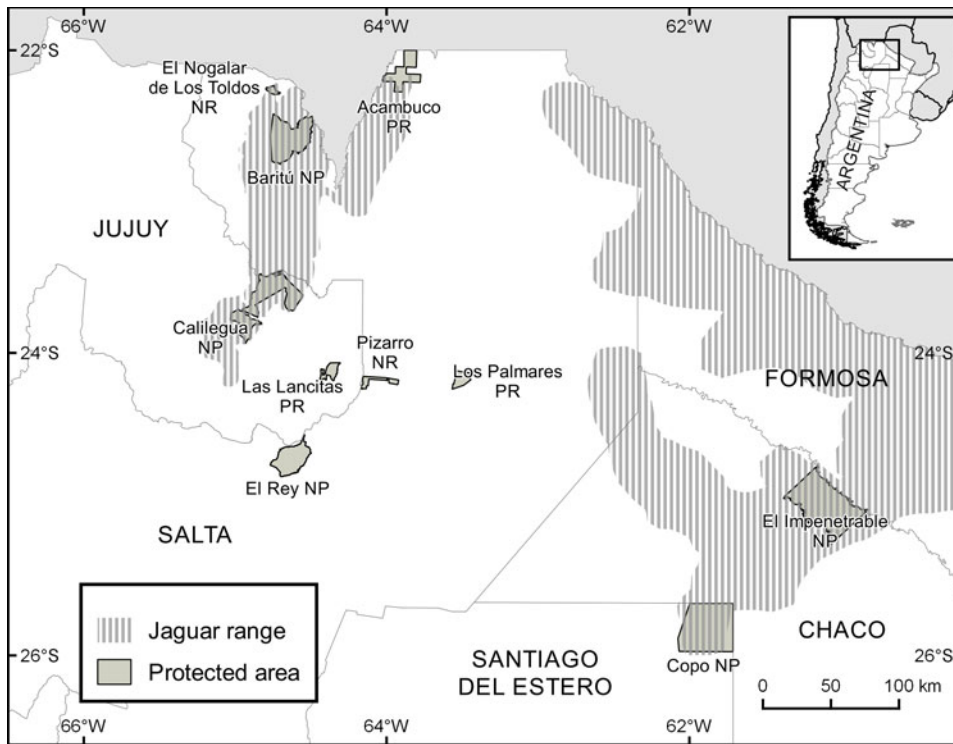 66°W
64°W
62°W
22°S
El Nogalar
de Los Toldos
NR
Acambuco
PR
Baritú NP
ARGENTINA
JUJUY
Calilegua
NP
24°S
Pizarro
NR
Las Lancitas
PR
Los Palmares
PR
24°S
FORMOSA
El Rey NP
El Impenetrable
NP
SALTA
Jaguar range
Protected area
SANTIAGO
DEL ESTERO
Copo NP
CHACO
26°S
26°S
0 50 100 km
66°W
64°W
62°W